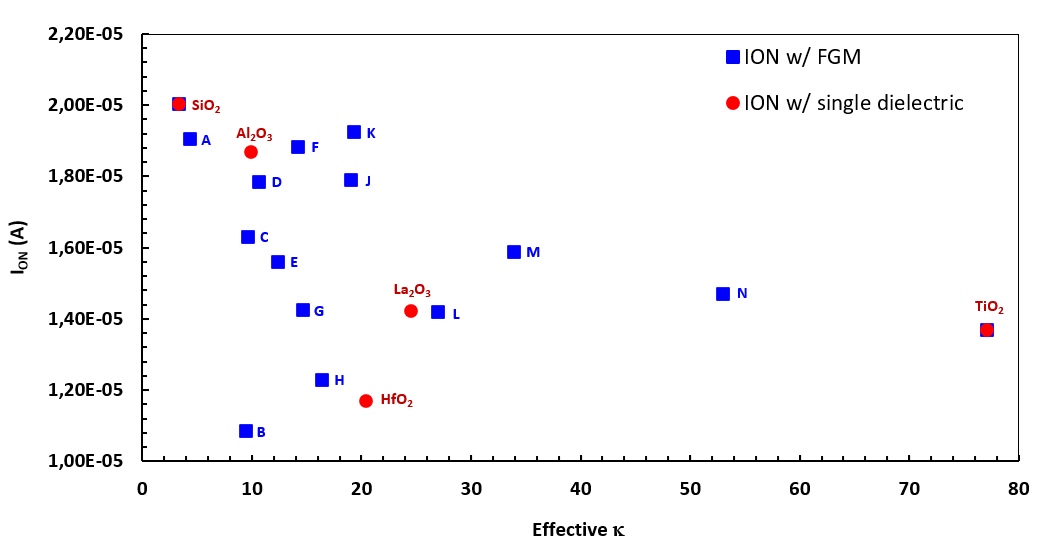 2,20E-05
ION w/ FGM
2,00E-05
SiO₂
ION w/ single dielectric
A
Al₂O₃
F
K
1,80E-05
D
J
C
1,60E-05
E
M
I_ON (A)
La₂O₃
N
G
L
TiO₂
1,40E-05
H
HfO₂
1,20E-05
B
1,00E-05
0 10 20 30 40 50 60 70 80
Effective κ